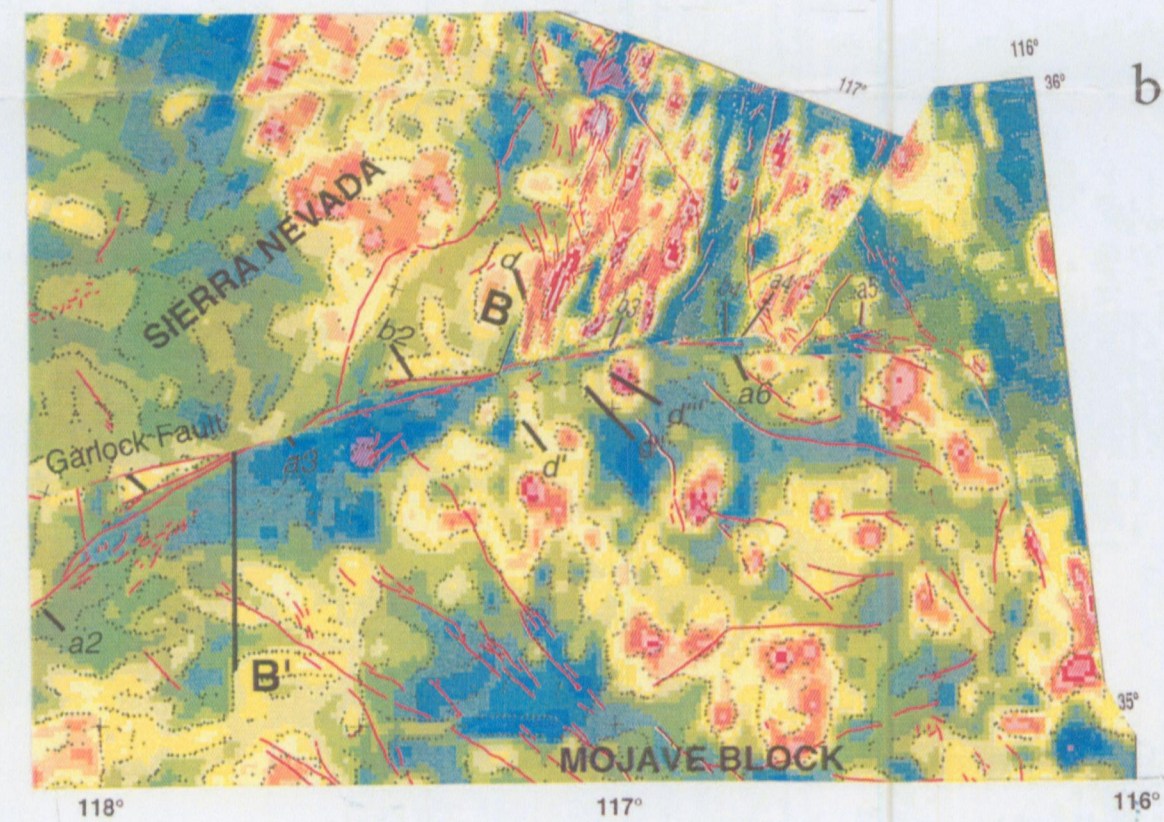 116°
36°
117°
b
SIERRA NEVADA
d
B
b2
a4
a5
a6
d'''
d'
Garlock Fault
a3
a2
B'
35°
MOJAVE BLOCK
118°
117°
116°